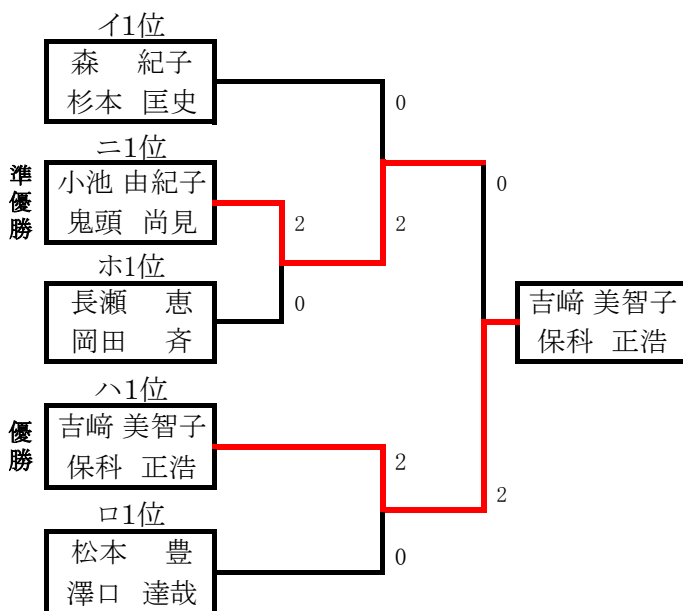 イ1位
森 紀子
杉本 匡史
0
ニ1位
準優勝
小池 由紀子
鬼頭 尚見
2
2
0
ホ1位
長瀬 恵
岡田 斉
0
吉﨑 美智子
保科 正浩
ハ1位
優勝
吉﨑 美智子
保科 正浩
2
2
ロ1位
松本 豊
澤口 達哉
0